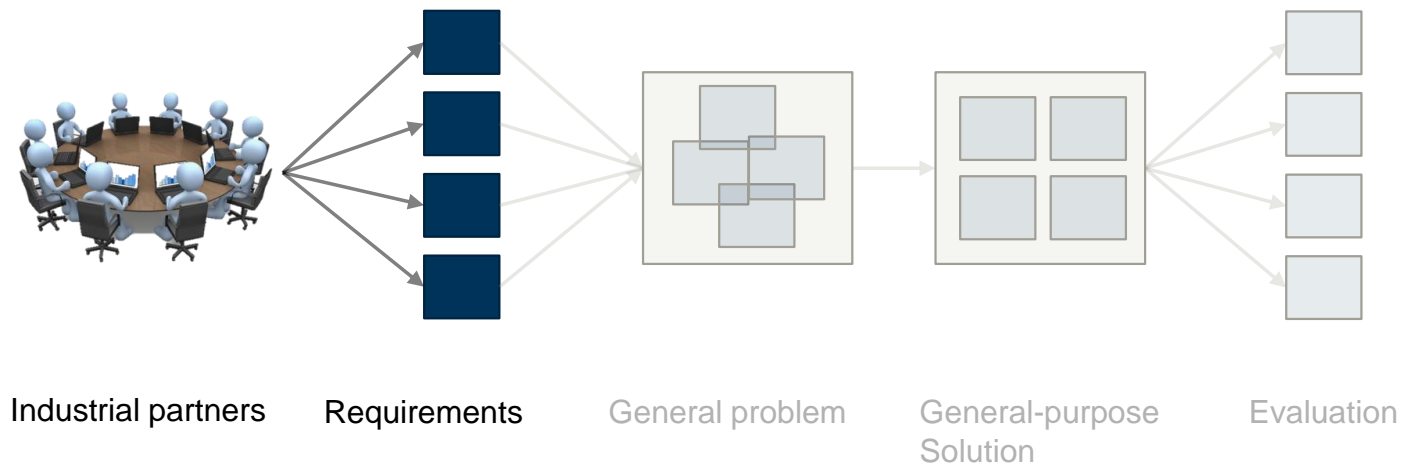 Industrial partners
Requirements
General problem
General-purpose
Solution
Evaluation